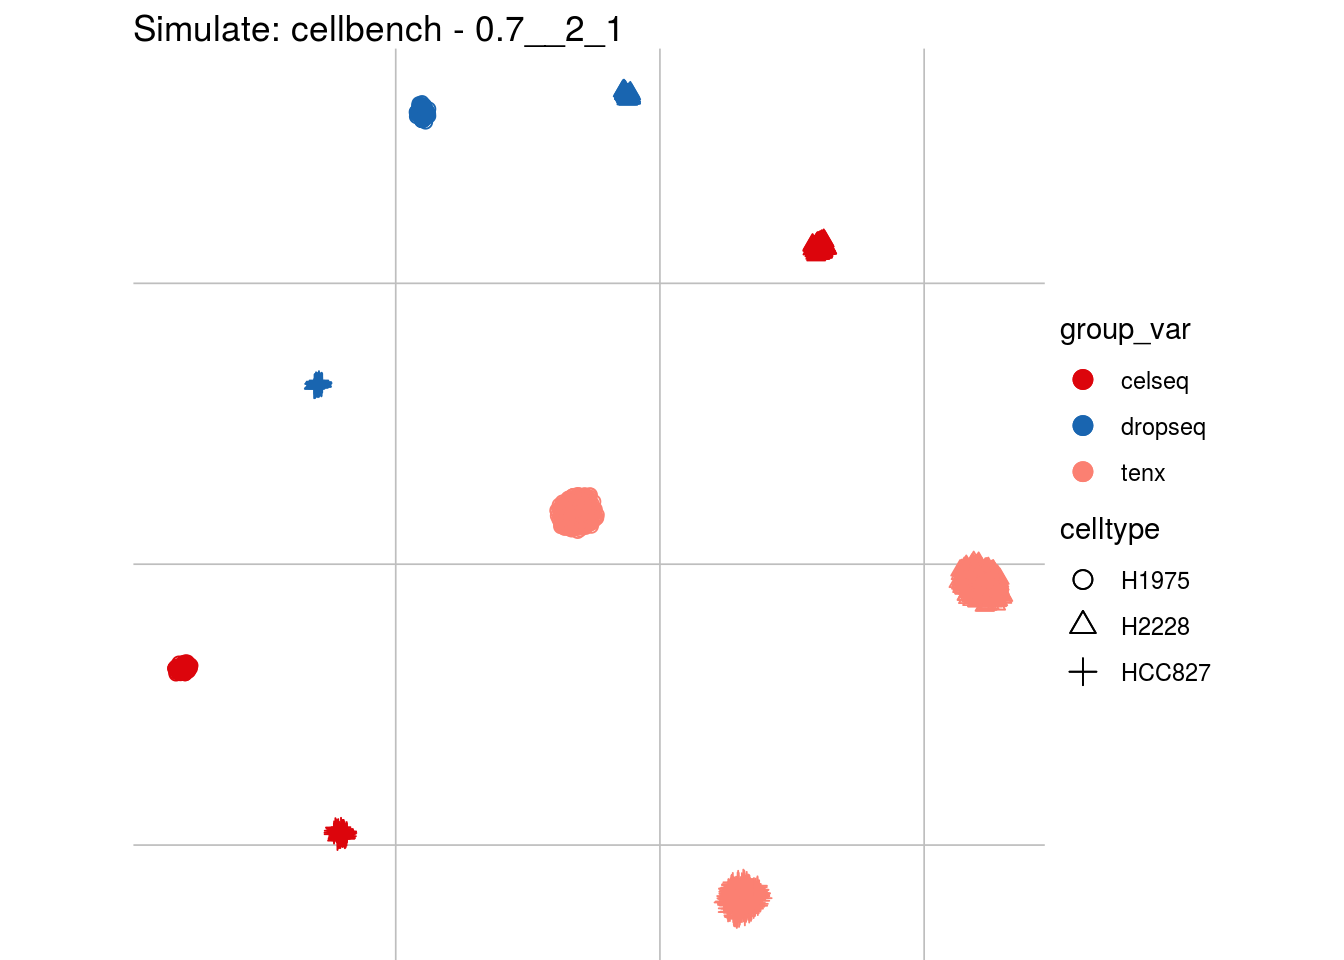 Simulate: cellbench - 0.7__2_1
group_var
celseq
dropseq
tenx
celltype
H1975
H2228
HCC827